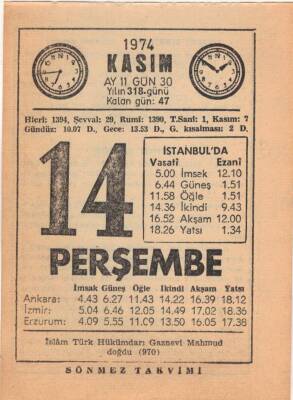 1974
KASIM
AY 11 GÜN 30
Yılın 318.günü
Kalan gün: 47
Hicri: 1394, Şevval: 29, Rumi: 1390, T.Sani: 1, Kasım: 7
Gündüz: 10.07 D., Gece: 13.53 D., G. kısalması: 2 D.
14
İSTANBUL'DA
Vasatî Ezanî
5.00 İmsek 12.10
6.44 Güneş 1.51
11.58 Öğle 1.51
14.36 İkindi 9.43
16.52 Akşam 12.00
18.26 Yatsı 1.34
PERŞEMBE
İmsak Güneş Öğle İkindi Akşam Yatsı
Ankara: 4.43 6.27 11.43 14.22 16.39 18.12
İzmir: 5.04 6.46 12.05 14.49 17.02 18.36
Erzurum: 4.09 5.55 11.09 13.50 16.05 17.38
İslâm Türk Hükümdarı Gaznevi Mahmud
doğdu (970)
SÖNMEZ TAKVİMİ